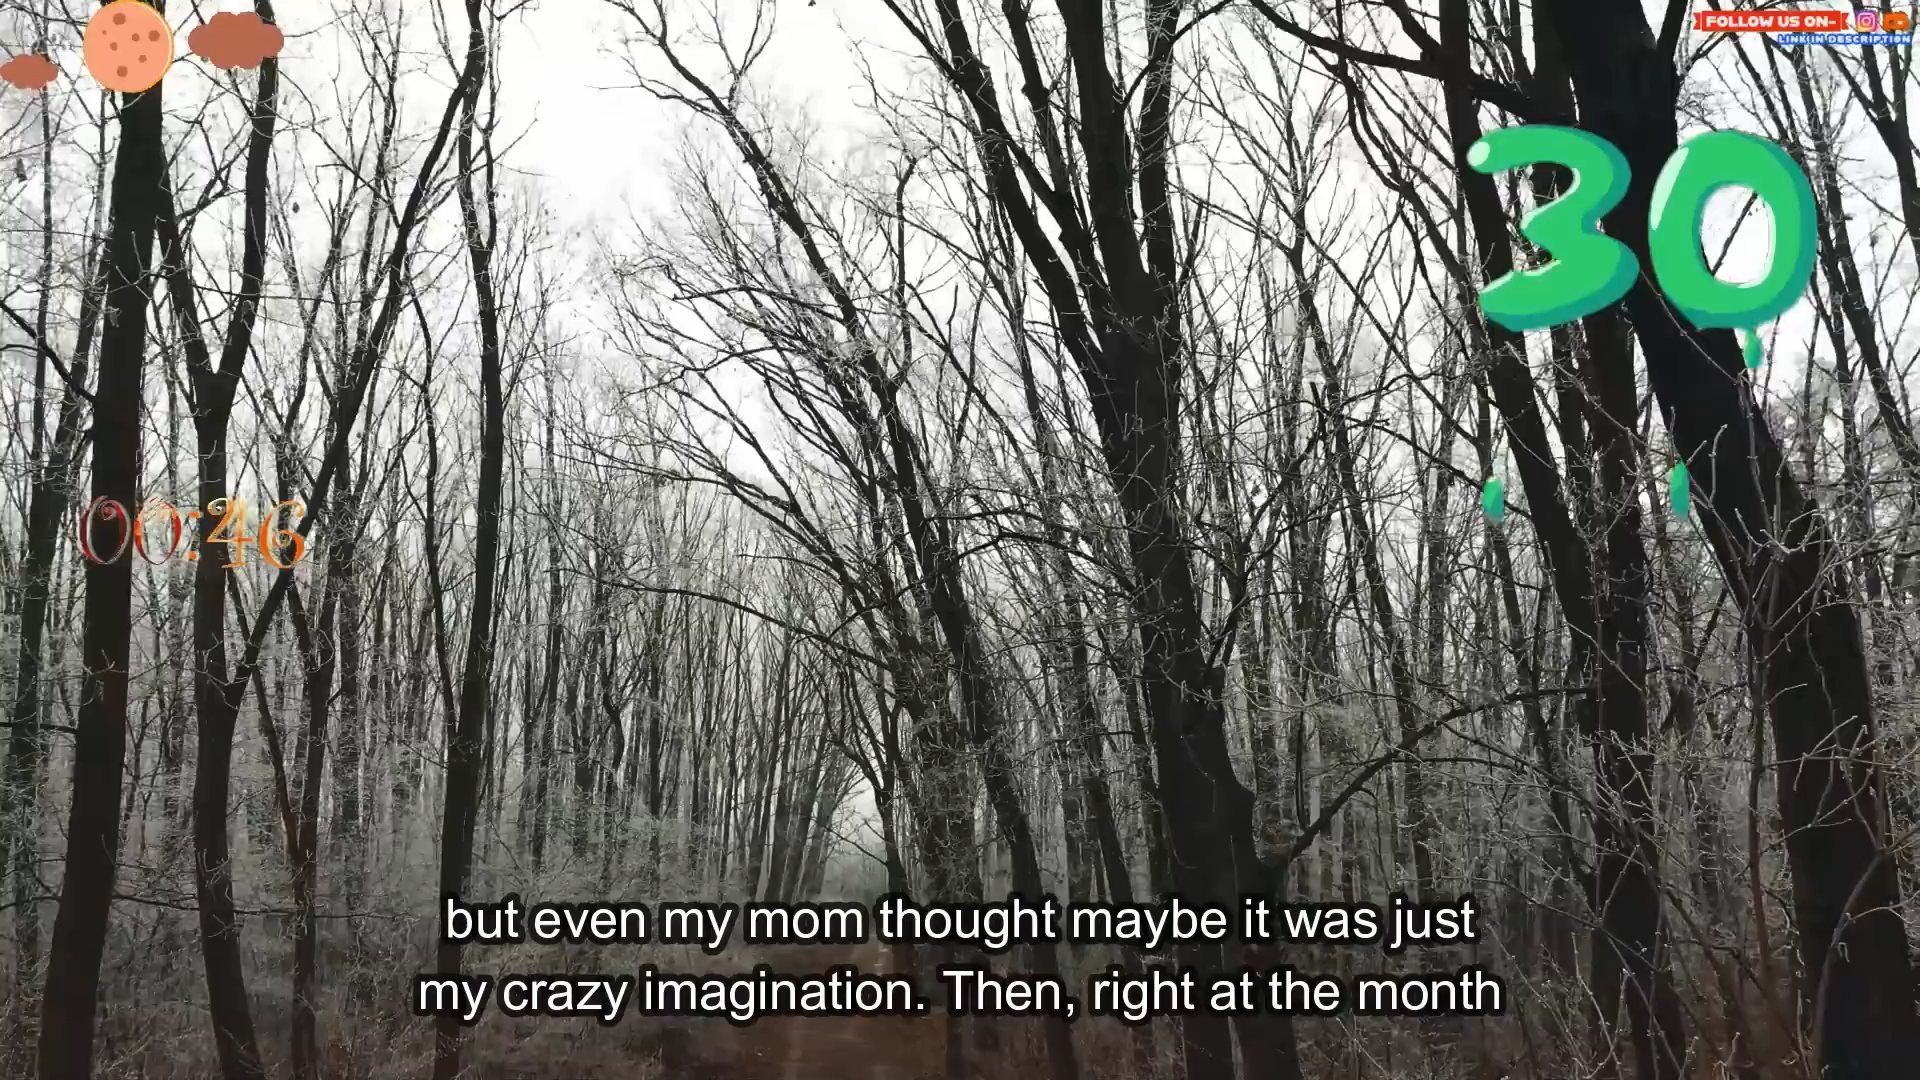 FOLLOW US ON-
LINK IN DESCRIPTION
30
00:46
but even my mom thought maybe it was just
my crazy imagination. Then, right at the month